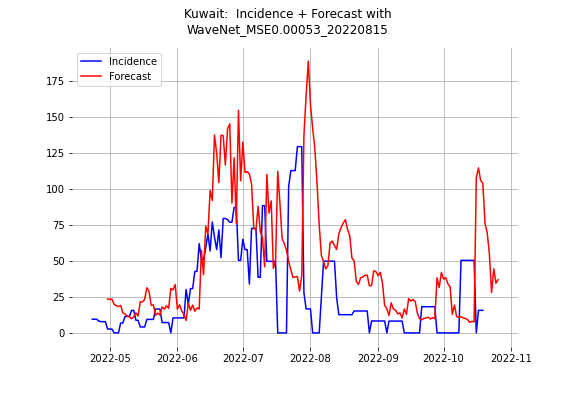 Kuwait:  Incidence + Forecast with
WaveNet_MSE0.00053_20220815
Incidence
Forecast
175
150
125
100
75
50
25
0
2022-05 2022-06 2022-07 2022-08 2022-09 2022-10 2022-11